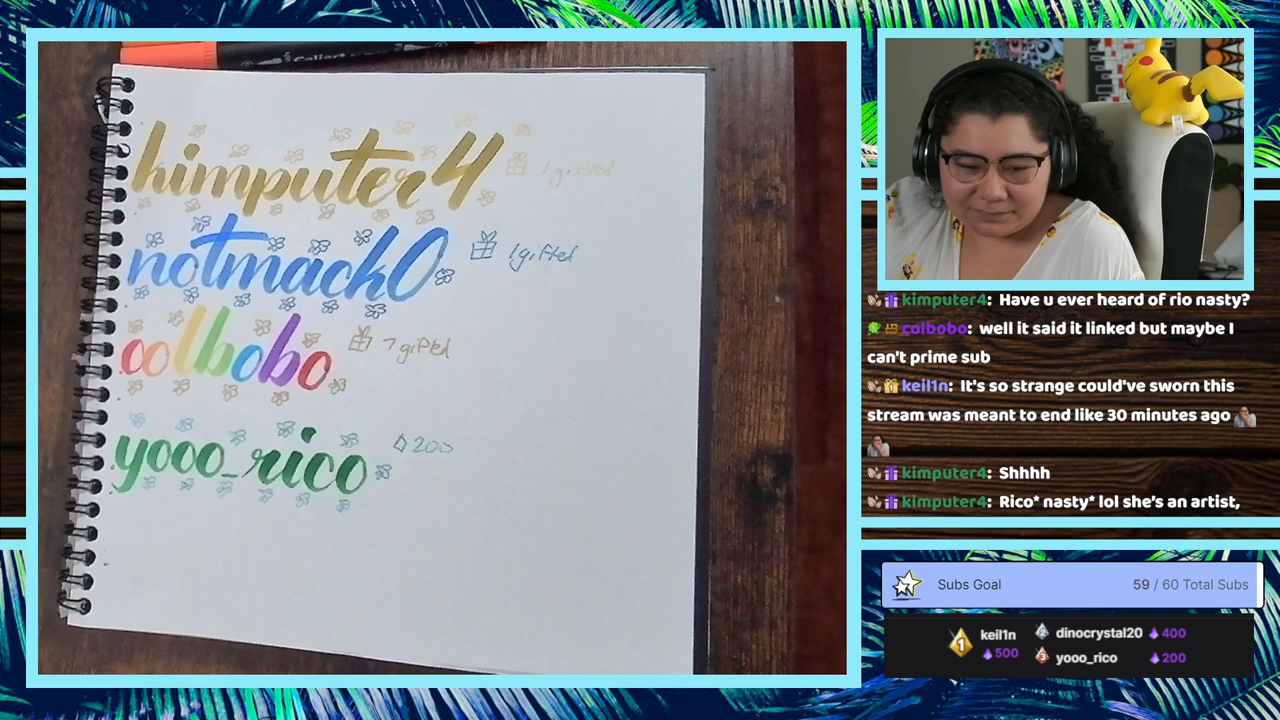 kimputer4 1 gifted
notmack0 1 gifted
colbobo 7 gifted
yooo_rico 200
kimputer4: Have u ever heard of rio nasty?
colbobo: well it said it linked but maybe I
can't prime sub
keil1n: It's so strange could've sworn this
stream was meant to end like 30 minutes ago
kimputer4: Shhhh
kimputer4: Rico* nasty* lol she's an artist,
Subs Goal 59 / 60 Total Subs
1 keil1n 500
2 dinocrystal20 400
3 yooo_rico 200